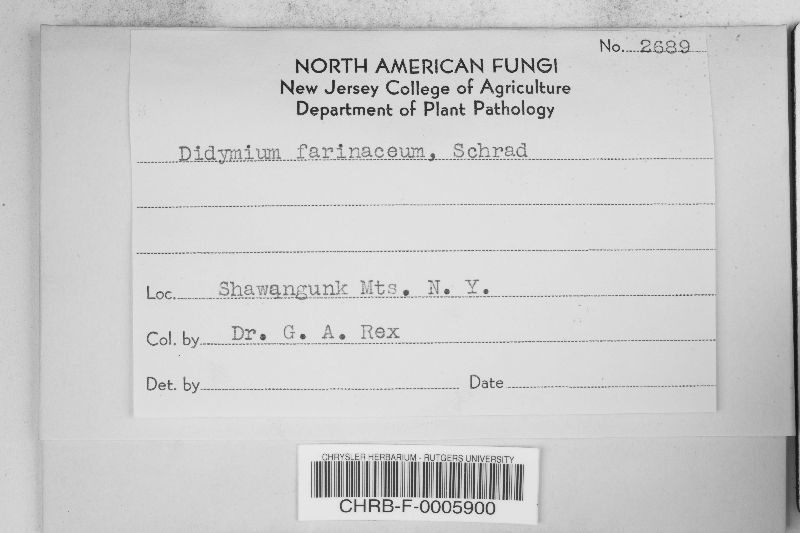 No. 2689
NORTH AMERICAN FUNGI
New Jersey College of Agriculture
Department of Plant Pathology
Didymium farinaceum, Schrad
Loc. Shawangunk Mts. N. Y.
Col. by Dr. G. A. Rex
Det. by Date
CHRYSLER HERBARIUM - RUTGERS UNIVERSITY
CHRB-F-0005900